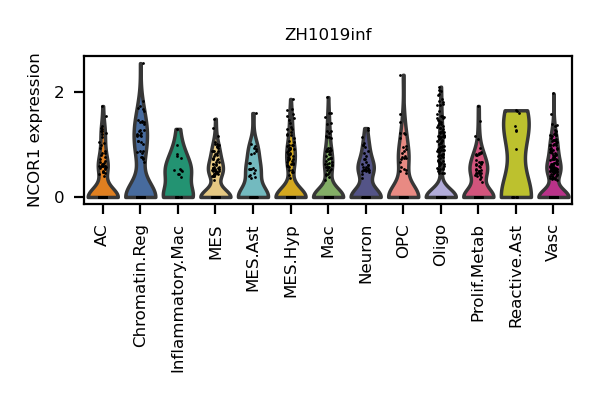 ZH1019inf
NCOR1 expression
2
0
AC
Chromatin.Reg
Inflammatory.Mac
MES
MES.Ast
MES.Hyp
Mac
Neuron
OPC
Oligo
Prolif.Metab
Reactive.Ast
Vasc